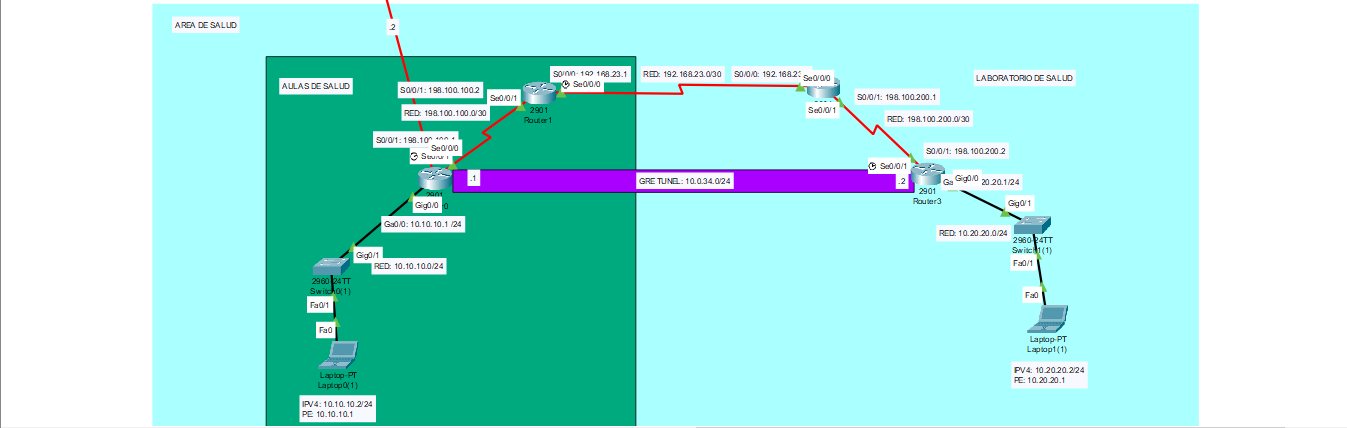 .2
AREA DE SALUD
AULAS DE SALUD
S0/0/0: 192.168.23.1
Se0/0/0
RED: 192.168.23.0/30
S0/0/0: 192.168.23
Se0/0/0
LABORATORIO DE SALUD
S0/0/1: 198.100.100.2
Se0/0/1
RED: 198.100.100.0/30
2901
Router1
Se0/0/1
S0/0/1: 198.100.200.1
RED: 198.100.200.0/30
S0/0/1:
Se0/0/0
Se0/0/1
S0/0/1: 198.100.200.2
Se0/0/1
.1
GRE TUNEL: 10.0.34.0/24
.2
2901
Router3
Gig0/0
20.20.1/24
Gig0/0
Gig0/1
Ga0/0: 10.10.10.1 /24
RED: 10.20.20.0/24
2960-24TT
Switch1(1)
Gig0/1
RED: 10.10.10.0/24
Fa0/1
2960-24TT
Switch0(1)
Fa0/1
Fa0
Fa0
Laptop-PT
Laptop1(1)
Laptop-PT
Laptop0(1)
IPV4: 10.20.20.2/24
PE: 10.20.20.1
IPV4: 10.10.10.2/24
PE: 10.10.10.1